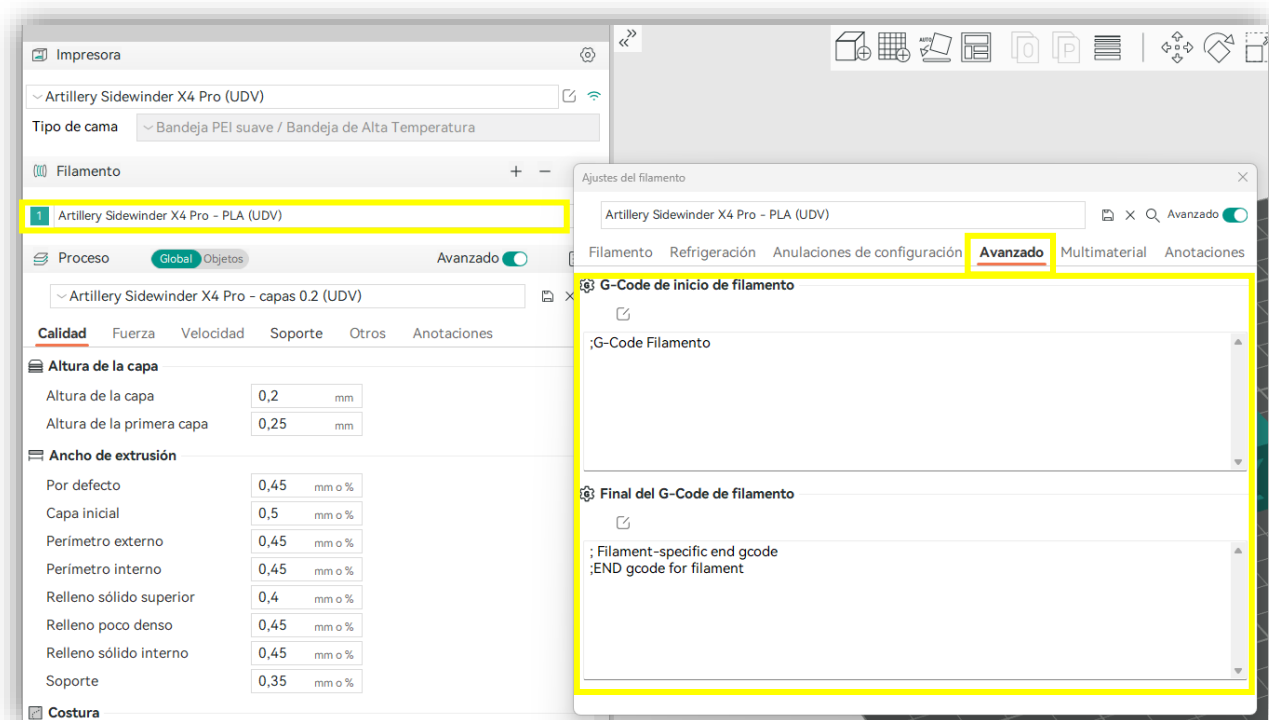 Impresora
Artillery Sidewinder X4 Pro (UDV)
Tipo de cama
Bandeja PEI suave / Bandeja de Alta Temperatura
Filamento
1 Artillery Sidewinder X4 Pro - PLA (UDV)
Proceso Global Objetos Avanzado
Artillery Sidewinder X4 Pro - capas 0.2 (UDV)
Calidad Fuerza Velocidad Soporte Otros Anotaciones
Altura de la capa
Altura de la capa 0,2 mm
Altura de la primera capa 0,25 mm
Ancho de extrusión
Por defecto 0,45 mm o %
Capa inicial 0,5 mm o %
Perímetro externo 0,45 mm o %
Perímetro interno 0,45 mm o %
Relleno sólido superior 0,4 mm o %
Relleno poco denso 0,45 mm o %
Relleno sólido interno 0,45 mm o %
Soporte 0,35 mm o %
Costura
AUTO
O
P
Ajustes del filamento
Artillery Sidewinder X4 Pro - PLA (UDV) Avanzado
Filamento Refrigeración Anulaciones de configuración Avanzado Multimaterial Anotaciones
G-Code de inicio de filamento
;G-Code Filamento
Final del G-Code de filamento
; Filament-specific end gcode
;END gcode for filament